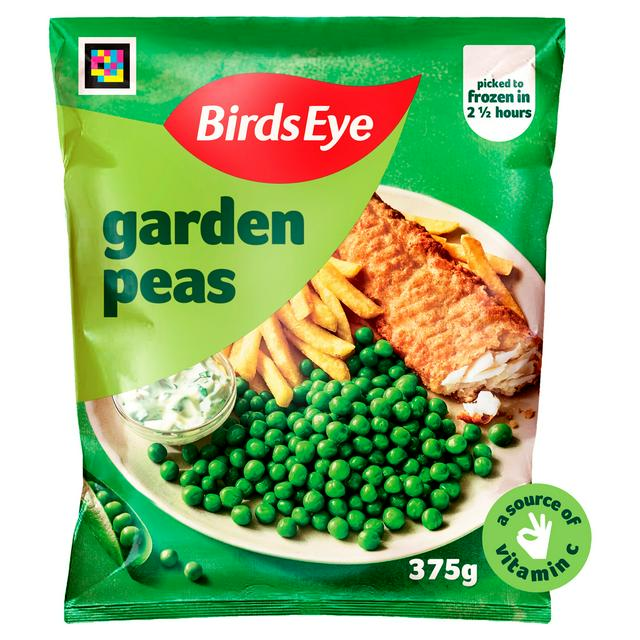 picked to
frozen in
2 ½ hours
BirdsEye
garden
peas
375g
a source of
vitamin c